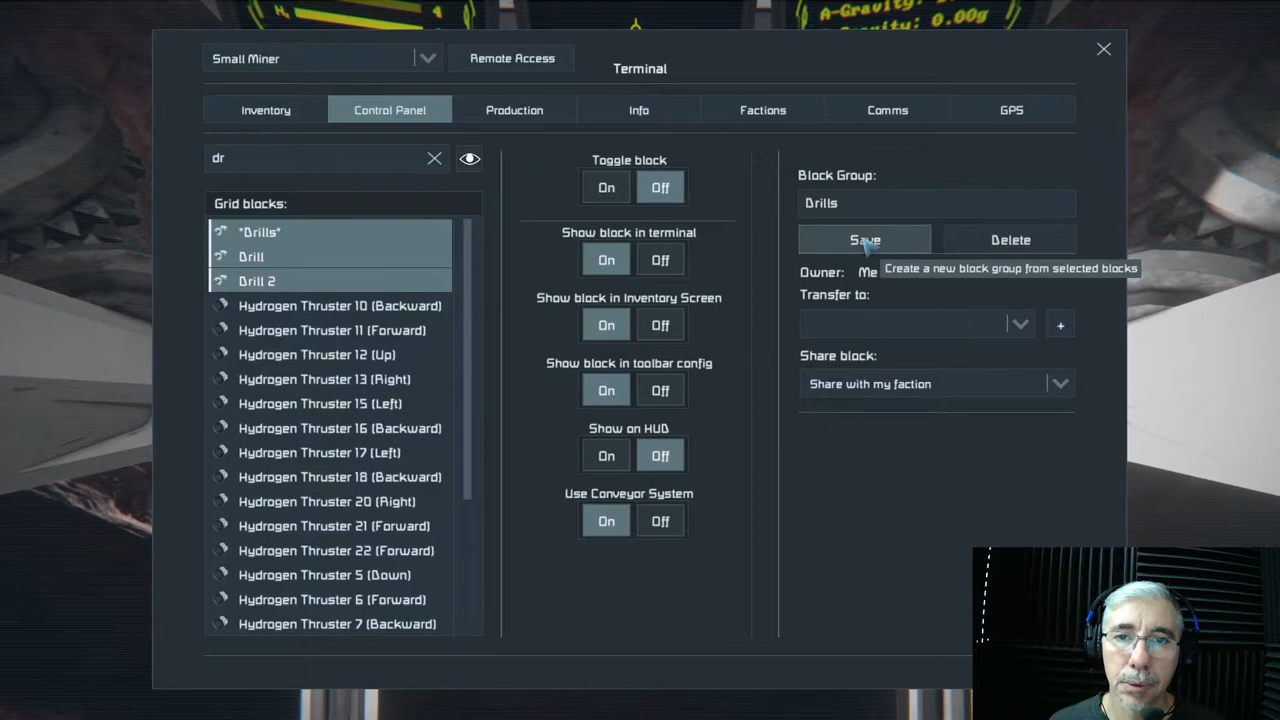 4
A-Gravity:
0.00g
Small Miner
Remote Access
Terminal
Inventory
Control Panel
Production
Info
Factions
Comms
GPS
dr
Grid blocks:
*Drills*
Drill
Drill 2
Hydrogen Thruster 10 (Backward)
Hydrogen Thruster 11 (Forward)
Hydrogen Thruster 12 (Up)
Hydrogen Thruster 13 (Right)
Hydrogen Thruster 15 (Left)
Hydrogen Thruster 16 (Backward)
Hydrogen Thruster 17 (Left)
Hydrogen Thruster 18 (Backward)
Hydrogen Thruster 20 (Right)
Hydrogen Thruster 21 (Forward)
Hydrogen Thruster 22 (Forward)
Hydrogen Thruster 5 (Down)
Hydrogen Thruster 6 (Forward)
Hydrogen Thruster 7 (Backward)
Toggle block
On Off
Show block in terminal
On Off
Show block in Inventory Screen
On Off
Show block in toolbar config
On Off
Show on HUD
On Off
Use Conveyor System
On Off
Block Group:
Drills
Save
Delete
Create a new block group from selected blocks
Owner: Me
Transfer to:
+
Share block:
Share with my faction